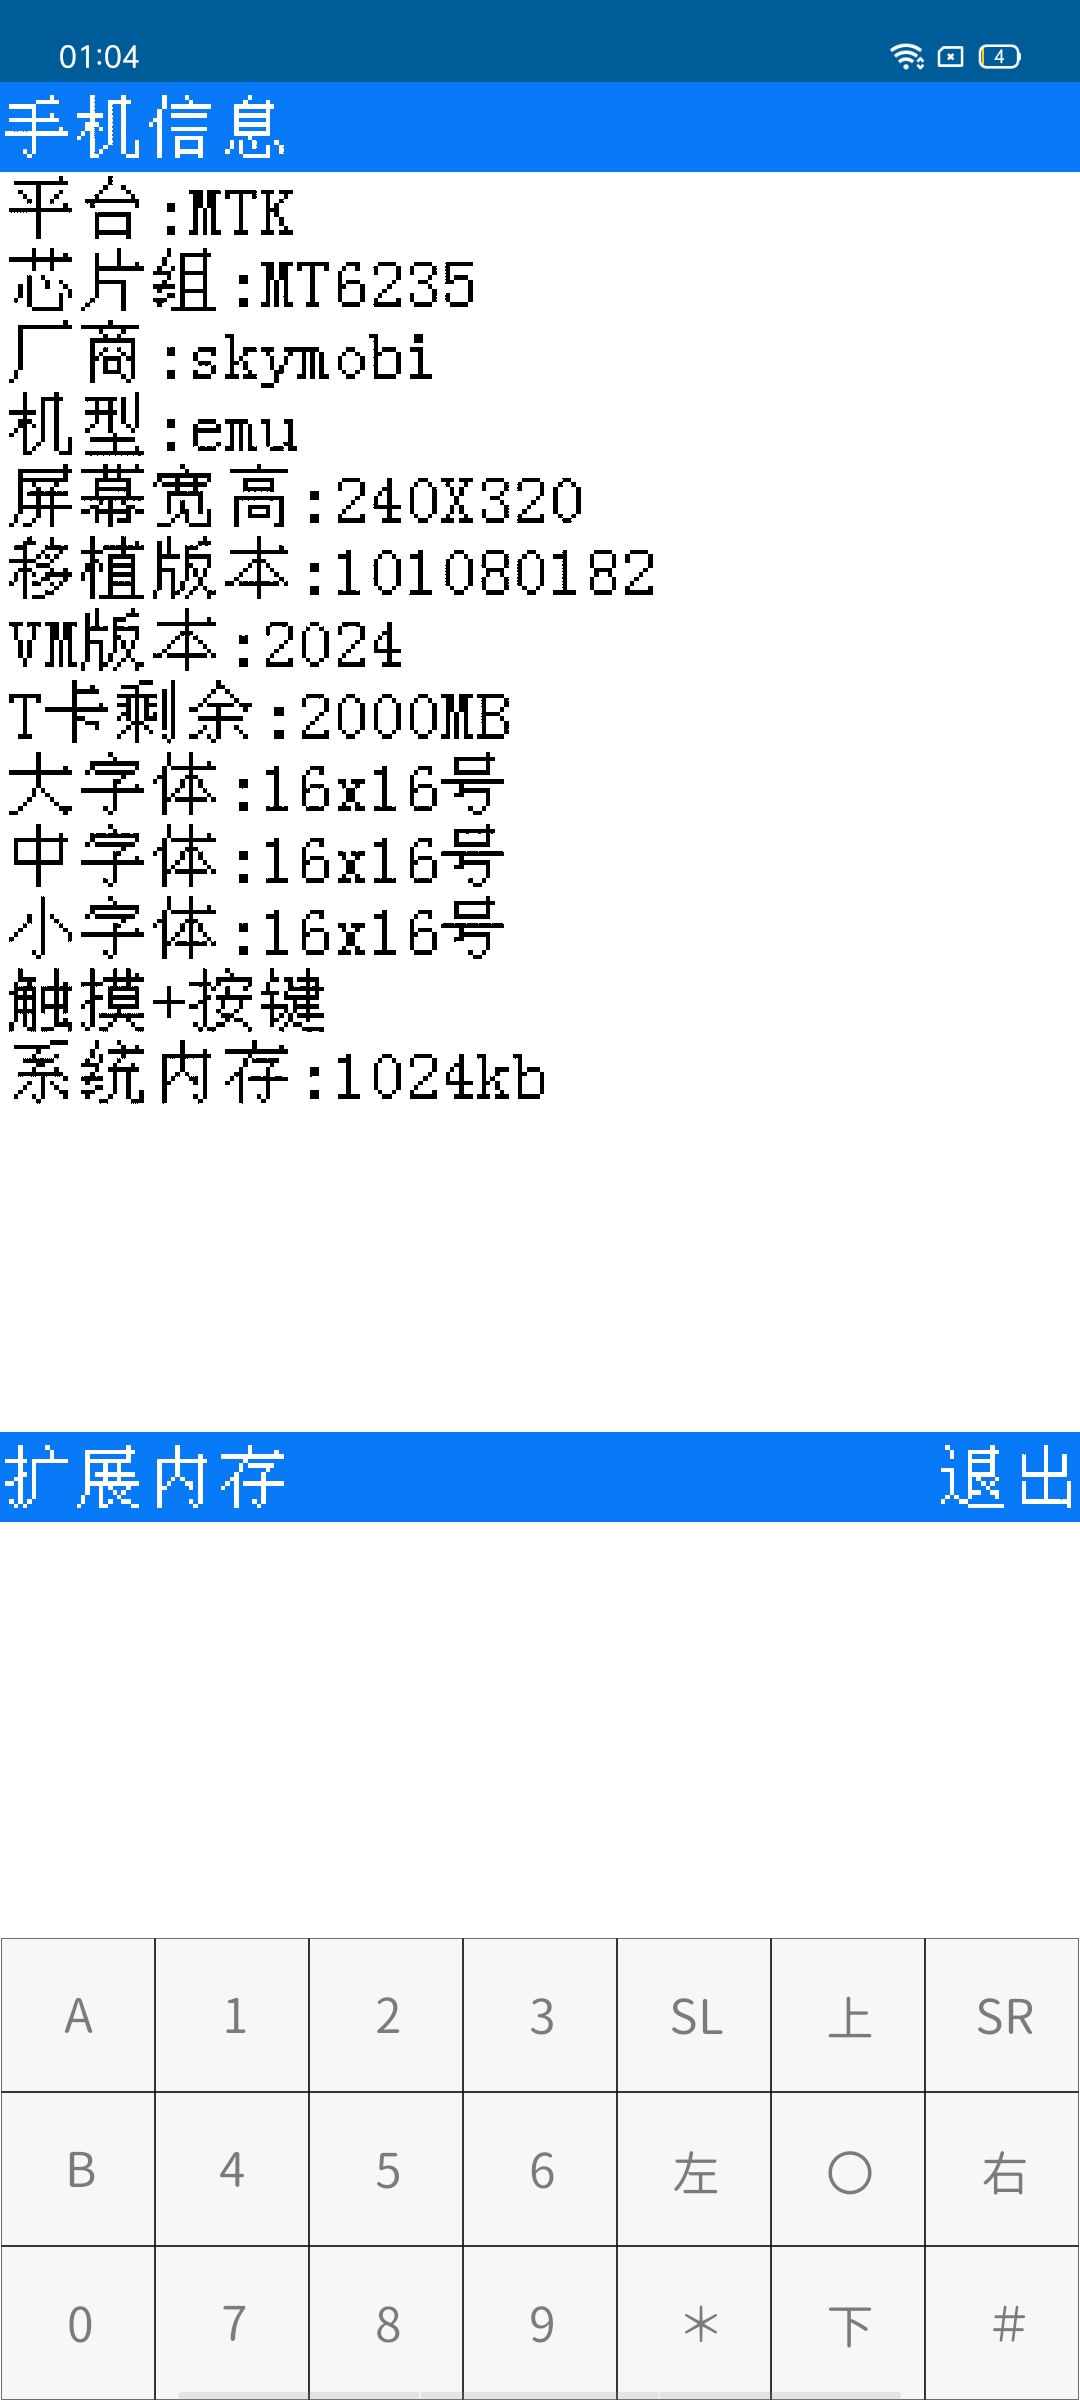 01:04 4
手机信息
平台:MTK
芯片组:MT6235
厂商:skymobi
机型:emu
屏幕宽高:240X320
移植版本:101080182
VM版本:2024
T卡剩余:2000MB
大字体:16x16号
中字体:16x16号
小字体:16x16号
触摸+按键
系统内存:1024kb
扩展内存 退出
A 1 2 3 SL 上 SR
B 4 5 6 左 〇 右
0 7 8 9 * 下 #